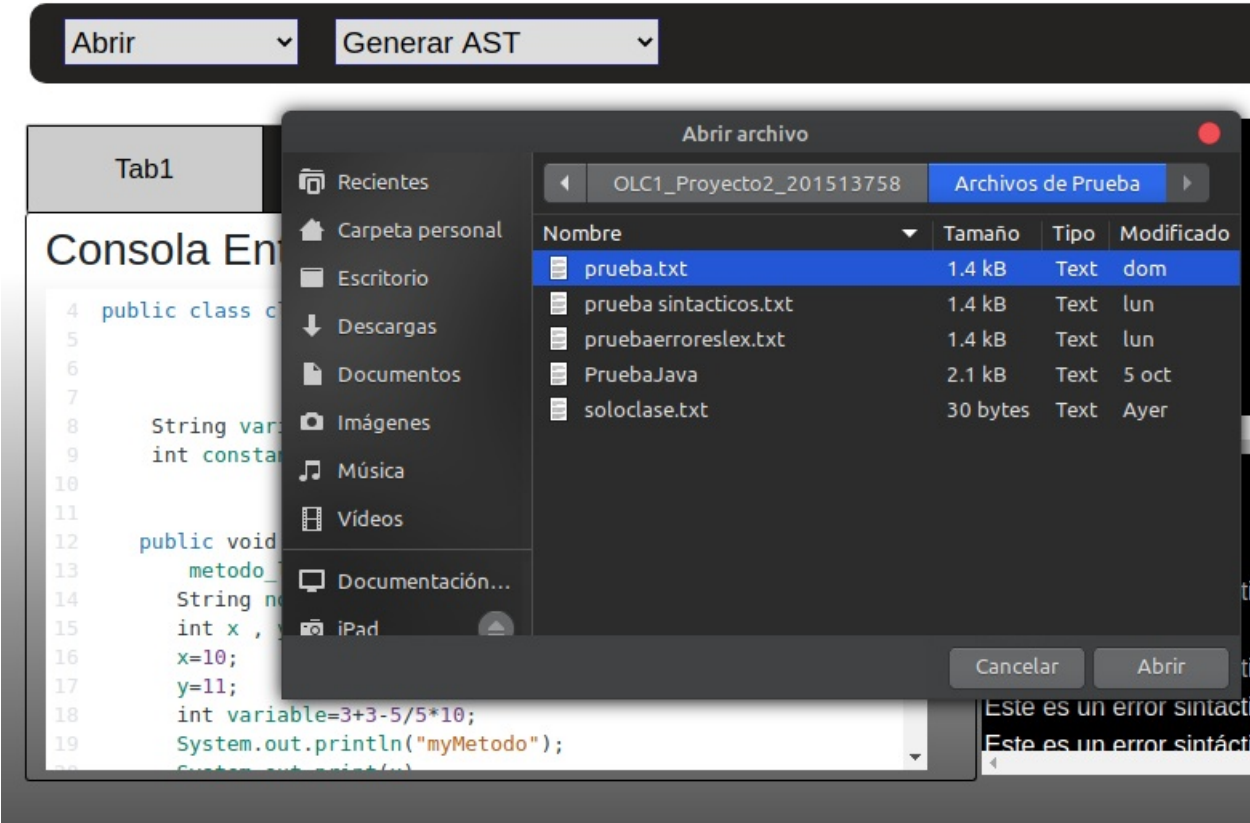 Abrir Generar AST
Abrir archivo
Tab1
Recientes
Carpeta personal
Escritorio
Descargas
Documentos
Imágenes
Música
Vídeos
Documentación...
iPad
OLC1_Proyecto2_201513758 Archivos de Prueba
Nombre Tamaño Tipo Modificado
prueba.txt 1.4 kB Text dom
prueba sintacticos.txt 1.4 kB Text lun
pruebaerroreslex.txt 1.4 kB Text lun
PruebaJava 2.1 kB Text 5 oct
soloclase.txt 30 bytes Text Ayer
Cancelar Abrir
Consola En
4 public class c
5
6
7
8 String var
9 int consta
10
11
12 public void
13 metodo_
14 String n
15 int x ,
16 x=10;
17 y=11;
18 int variable=3+3-5/5*10;
19 System.out.println("myMetodo");
Este es un error sintácti
Este es un error sintácti